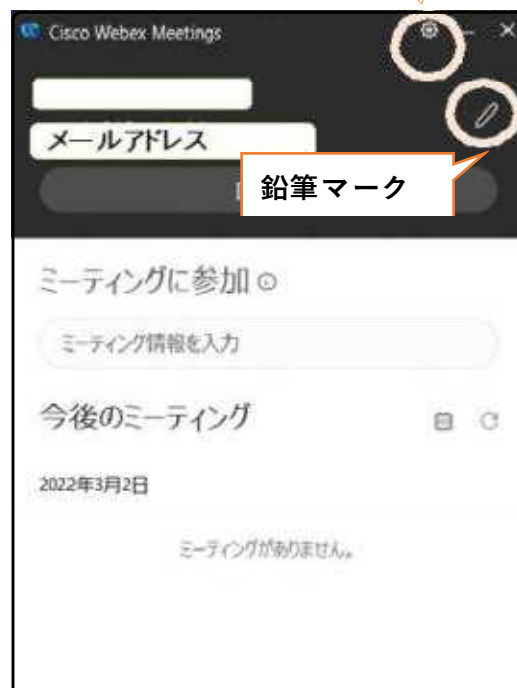 Cisco Webex Meetings
メールアドレス
鉛筆マーク
ミーティングに参加
ミーティング情報を入力
今後のミーティング
2022年3月2日
ミーティングがありません。